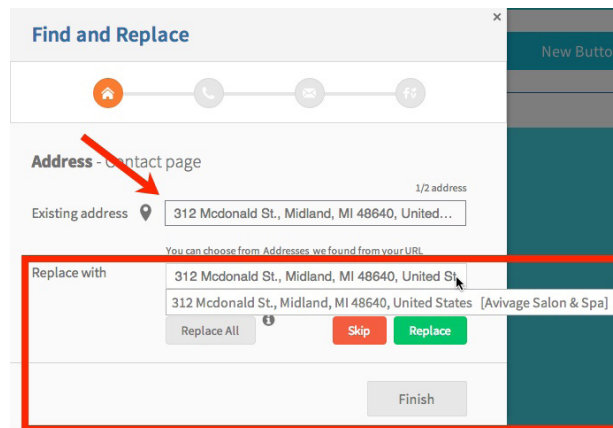 ×
Find and Replace
New Butto
Address - Contact page
1/2 address
Existing address 312 Mcdonald St., Midland, MI 48640, United...
You can choose from Addresses we found from your URL
Replace with 312 Mcdonald St., Midland, MI 48640, United St
312 Mcdonald St., Midland, MI 48640, United States [Avivage Salon & Spa]
Replace All Skip Replace
Finish